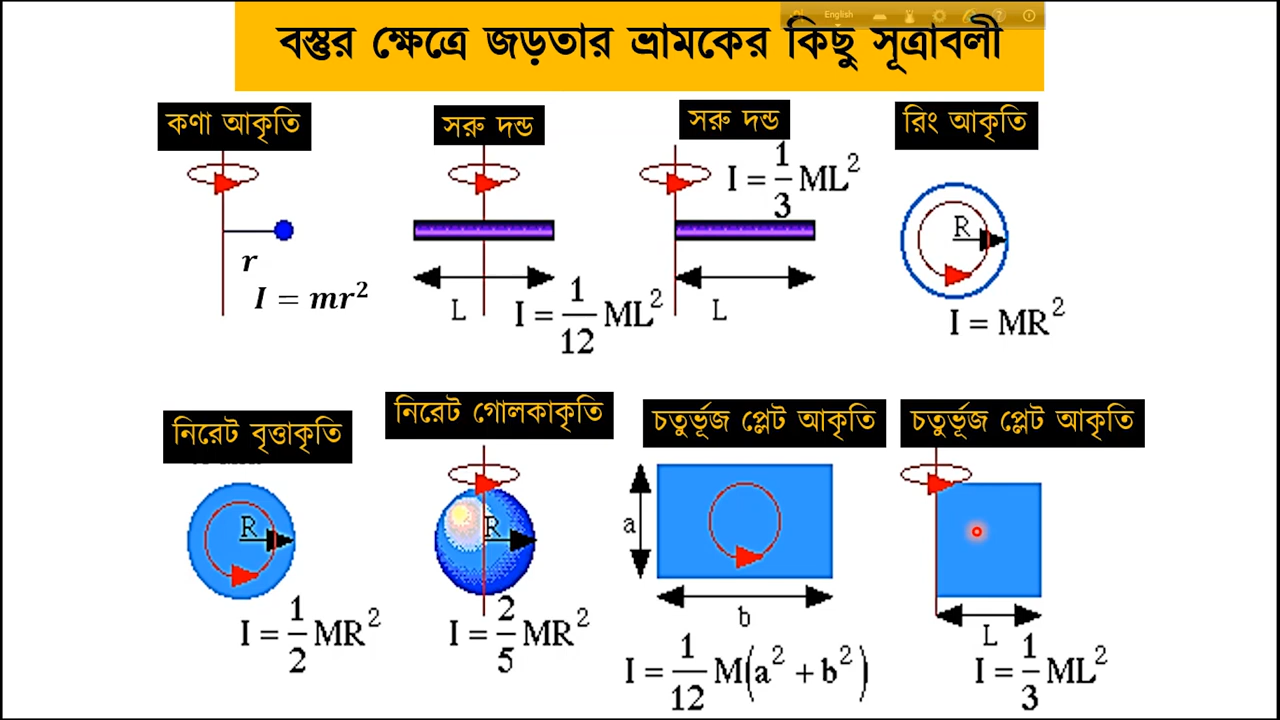 English
বস্তুর ক্ষেত্রে জড়তার ভ্রামকের কিছু সূত্রাবলী
কণা আকৃতি
সরু দন্ড
সরু দন্ড
রিং আকৃতি
r
I = mr²
L
I = 1/12 ML²
I = 1/3 ML²
L
R
I = MR²
নিরেট বৃত্তাকৃতি
নিরেট গোলকাকৃতি
চতুর্ভূজ প্লেট আকৃতি
চতুর্ভূজ প্লেট আকৃতি
R
I = 1/2 MR²
R
I = 2/5 MR²
a
b
I = 1/12 M(a² + b²)
L
I = 1/3 ML²